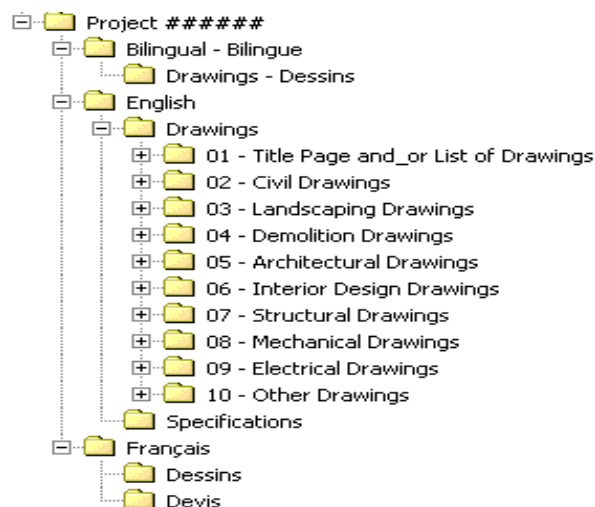 Project ######
Bilingual - Bilingue
Drawings - Dessins
English
Drawings
01 - Title Page and_or List of Drawings
02 - Civil Drawings
03 - Landscaping Drawings
04 - Demolition Drawings
05 - Architectural Drawings
06 - Interior Design Drawings
07 - Structural Drawings
08 - Mechanical Drawings
09 - Electrical Drawings
10 - Other Drawings
Specifications
Français
Dessins
Devis